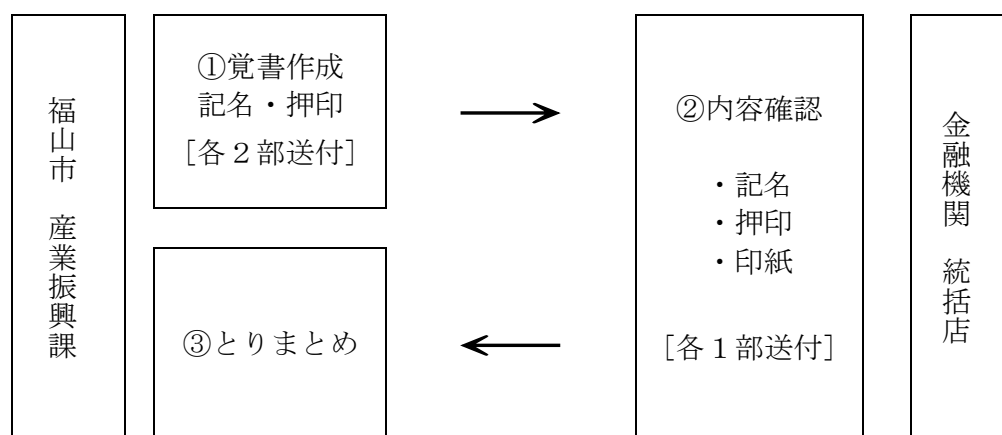 福山市 産業振興課
①覚書作成
記名・押印
［各２部送付］
③とりまとめ
②内容確認
・記名
・押印
・印紙
［各１部送付］
金融機関 統括店